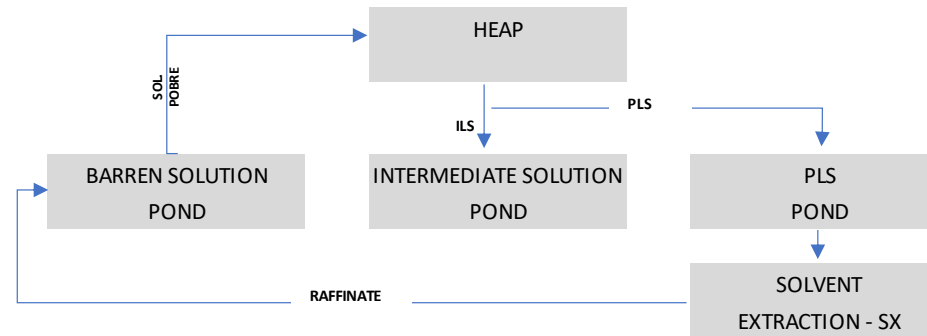 HEAP
SOL
POBRE
PLS
ILS
BARREN SOLUTION
POND
INTERMEDIATE SOLUTION
POND
PLS
POND
SOLVENT
EXTRACTION - SX
RAFFINATE